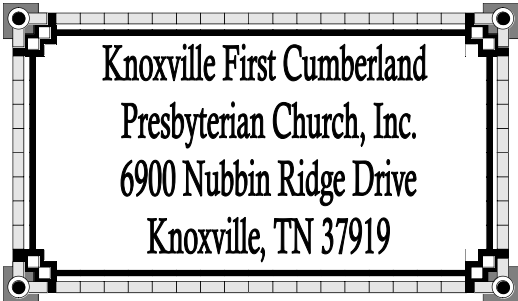 Knoxville First Cumberland
Presbyterian Church, Inc.
6900 Nubbin Ridge Drive
Knoxville, TN 37919